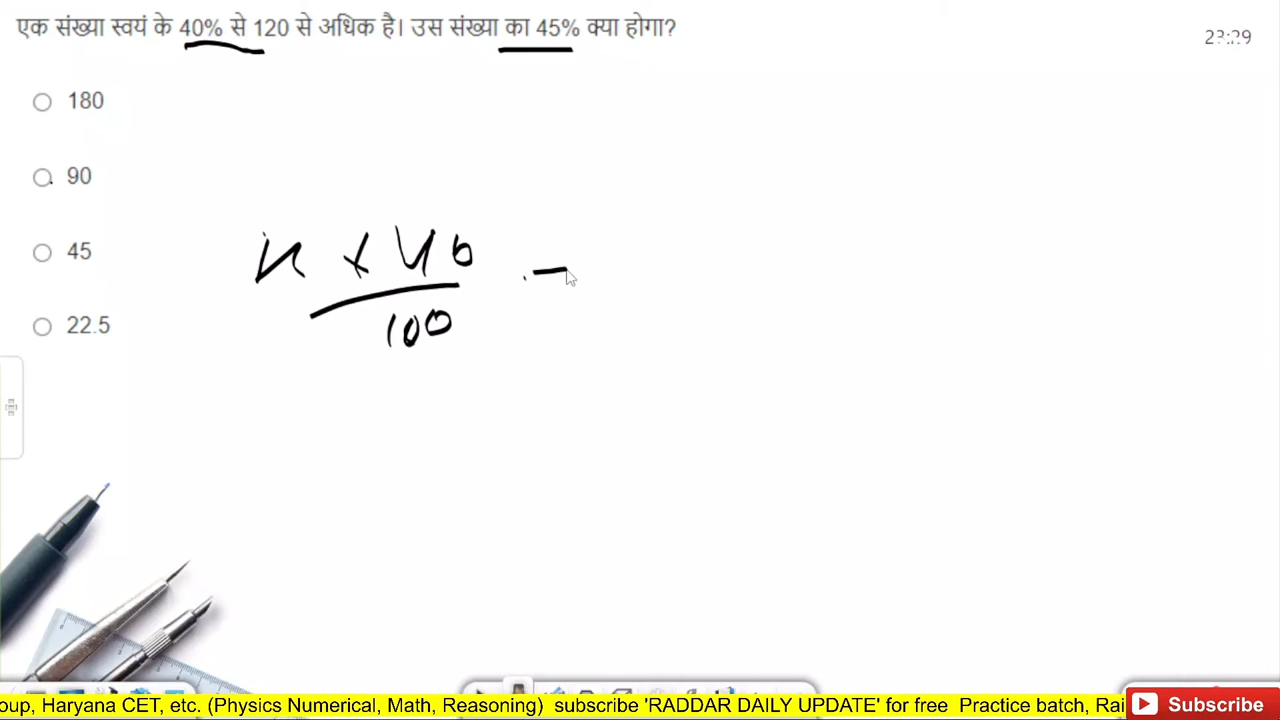 एक संख्या स्वयं के 40% से 120 से अधिक है। उस संख्या का 45% क्या होगा?
23:29
180
90
45
x × 40 -
100
22.5
oup, Haryana CET, etc. (Physics Numerical, Math, Reasoning) subscribe 'RADDAR DAILY UPDATE' for free Practice batch, Rai
Subscribe